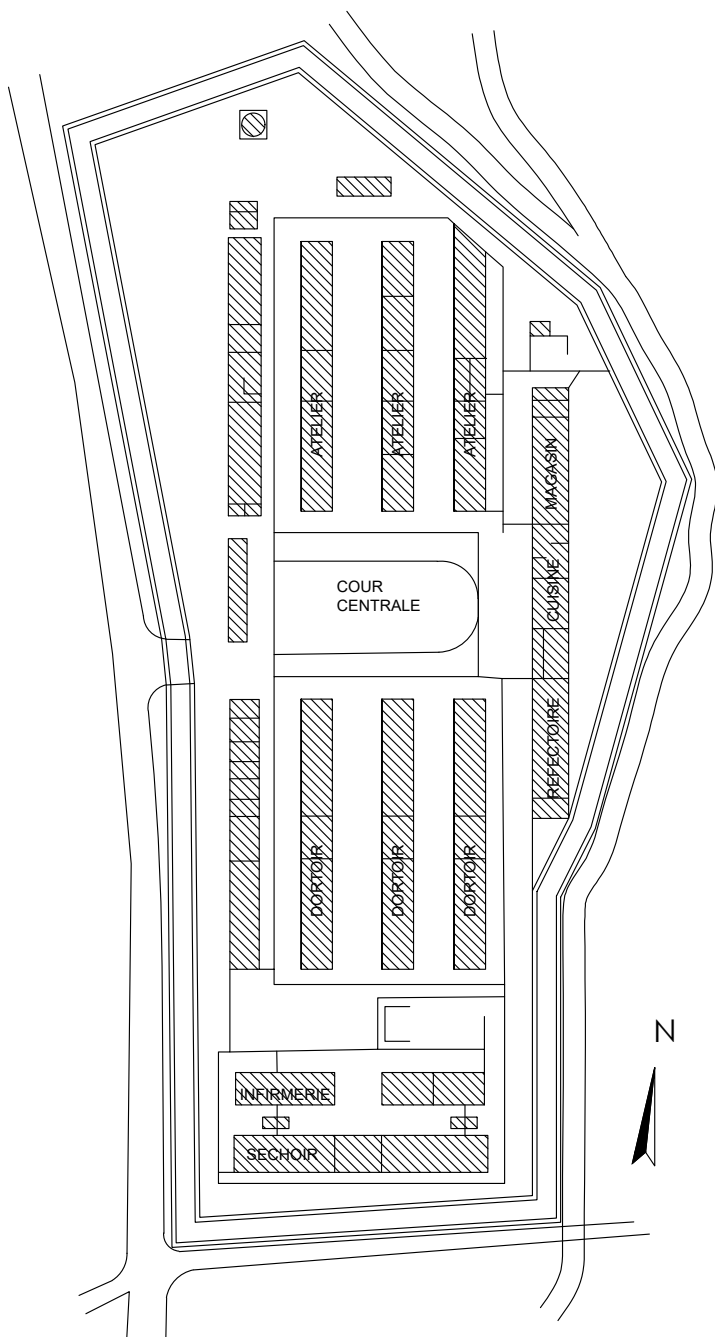 ATELIER
ATELIER
ATELIER
MAGASIN
COUR
CENTRALE
CUISINE
REFECTOIRE
DORTOIR
DORTOIR
DORTOIR
N
INFIRMERIE
SECHOIR